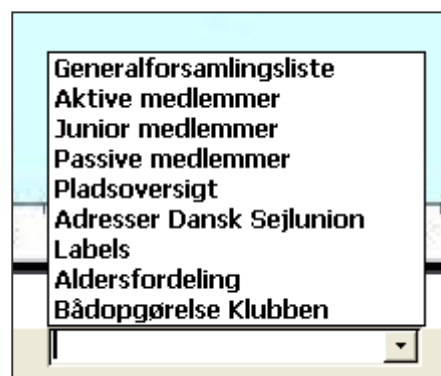 Generalforsamlingsliste
Aktive medlemmer
Junior medlemmer
Passive medlemmer
Pladsoversigt
Adresser Dansk Sejlunion
Labels
Aldersfordeling
Bådopgørelse Klubben